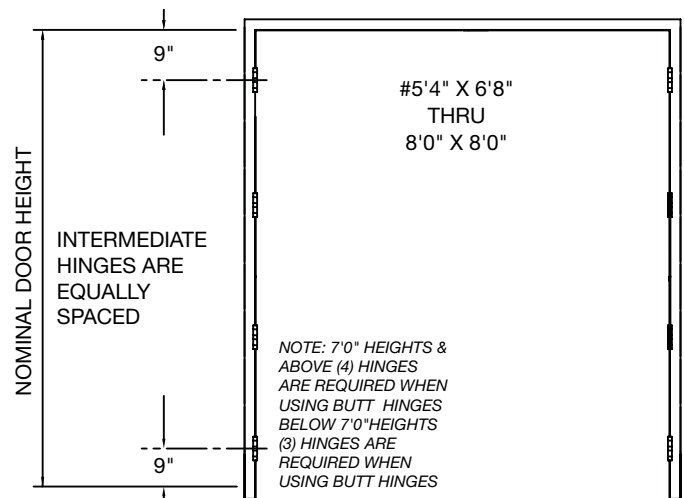 9"
#5'4" X 6'8"
THRU
8'0" X 8'0"
NOMINAL DOOR HEIGHT
INTERMEDIATE
HINGES ARE
EQUALLY
SPACED
NOTE: 7'0" HEIGHTS &
ABOVE (4) HINGES
ARE REQUIRED WHEN
USING BUTT HINGES
BELOW 7'0"HEIGHTS
(3) HINGES ARE
REQUIRED WHEN
USING BUTT HINGES
9"